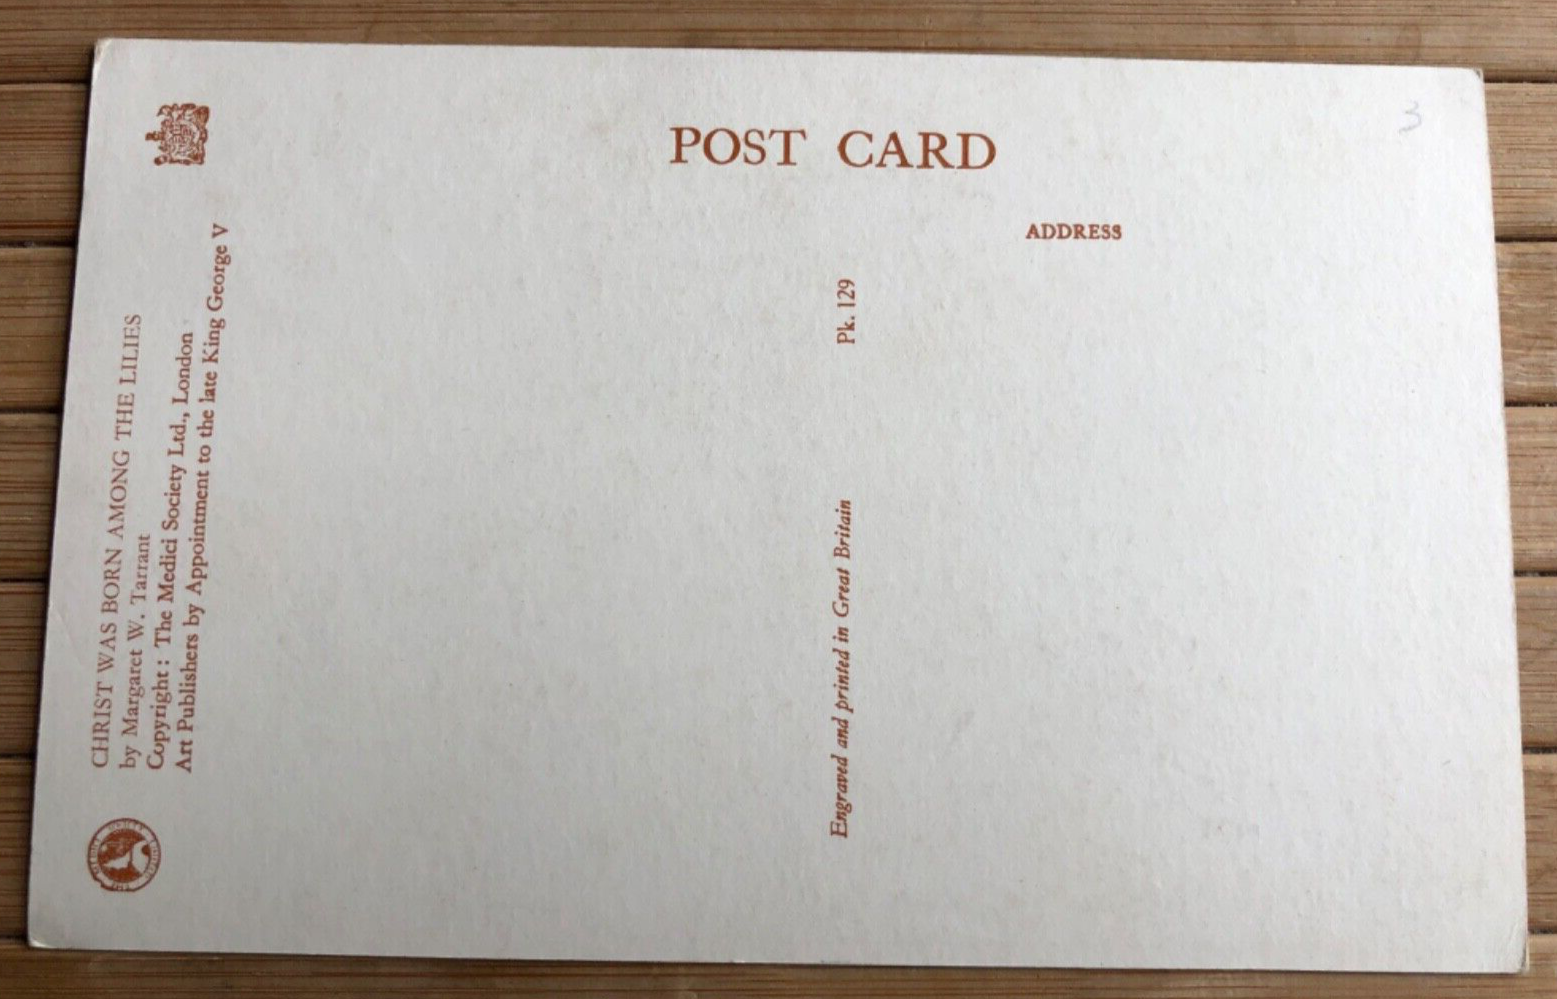 POST CARD
3
ADDRESS
CHRIST WAS BORN AMONG THE LILIES
by Margaret W. Tarrant
Copyright : The Medici Society Ltd., London
Art Publishers by Appointment to the late King George V
Pk. 129
Engraved and printed in Great Britain